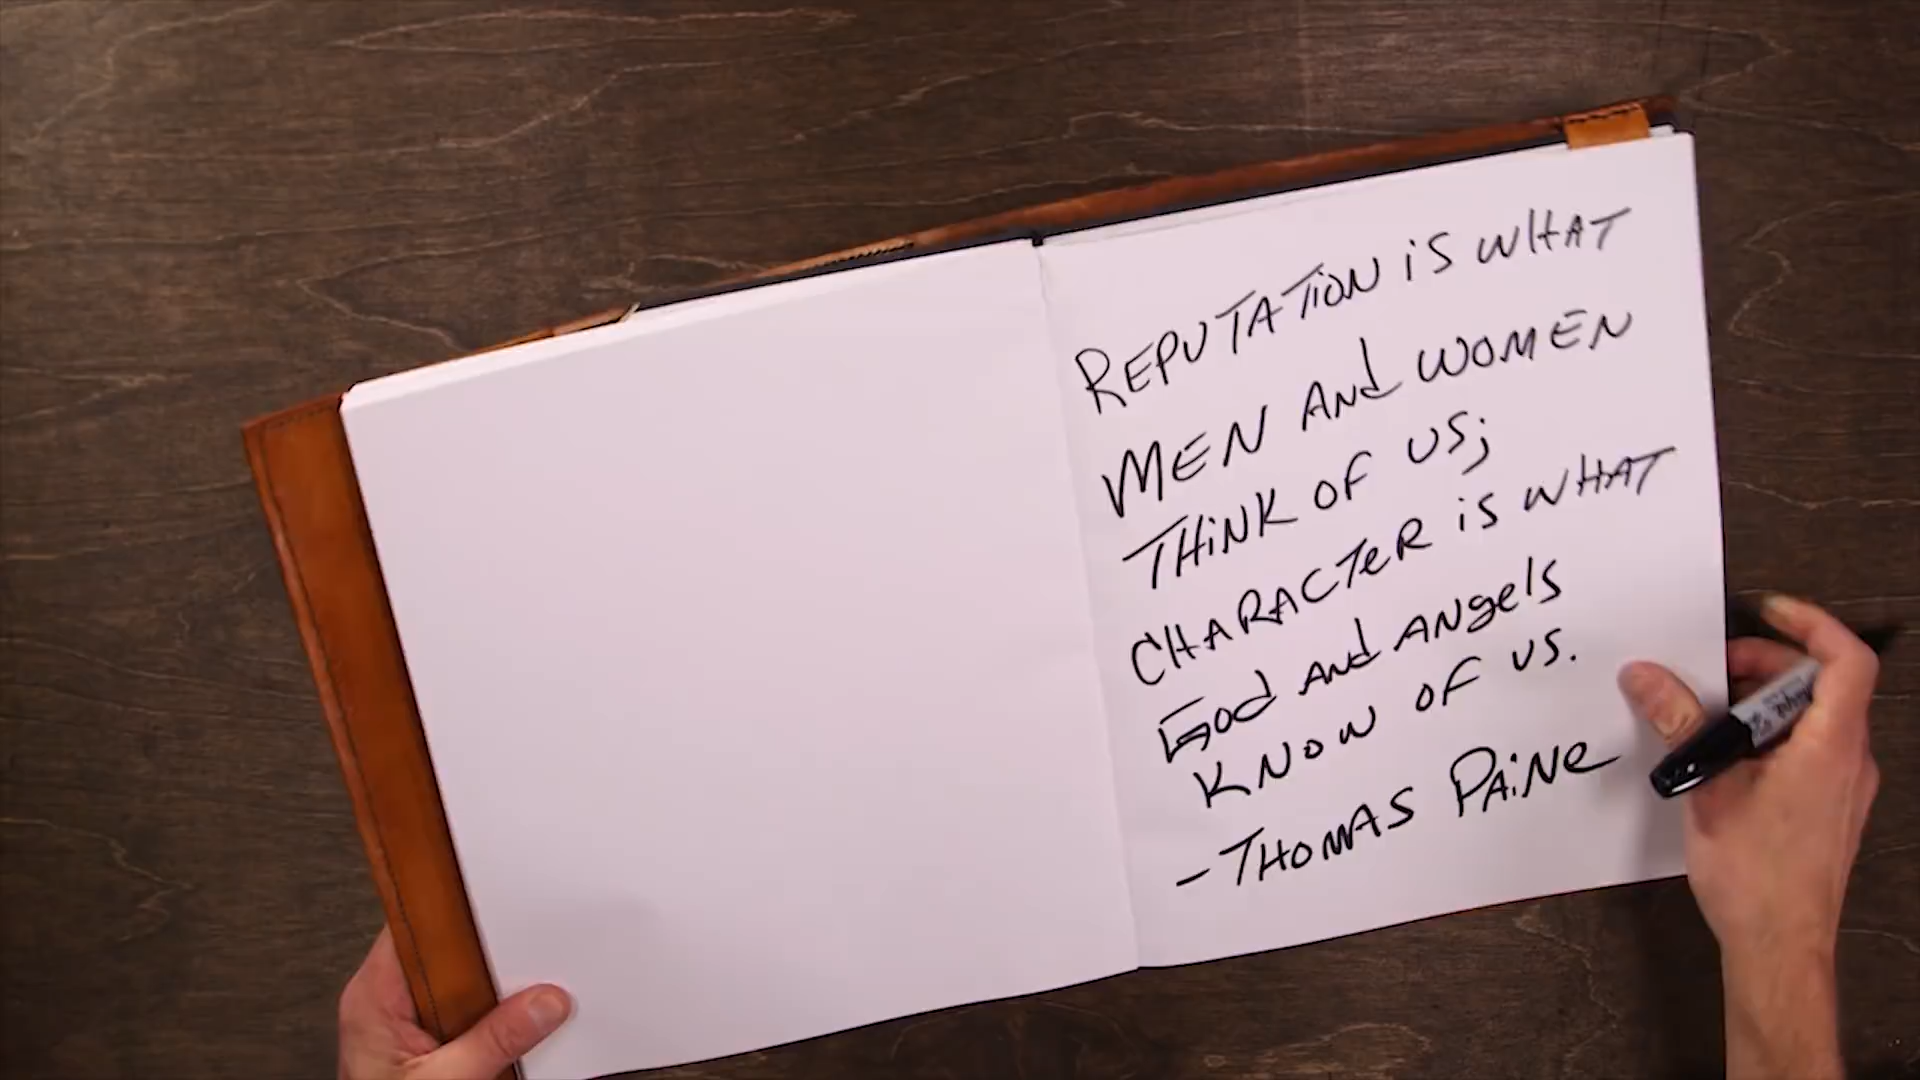 REPUTATION is WHAT
MEN ANd WOMEN
THiNK OF US;
CHARACTeR is WHAT
God ANd ANgels
KNOW OF US.
-THOMAS PAiNe